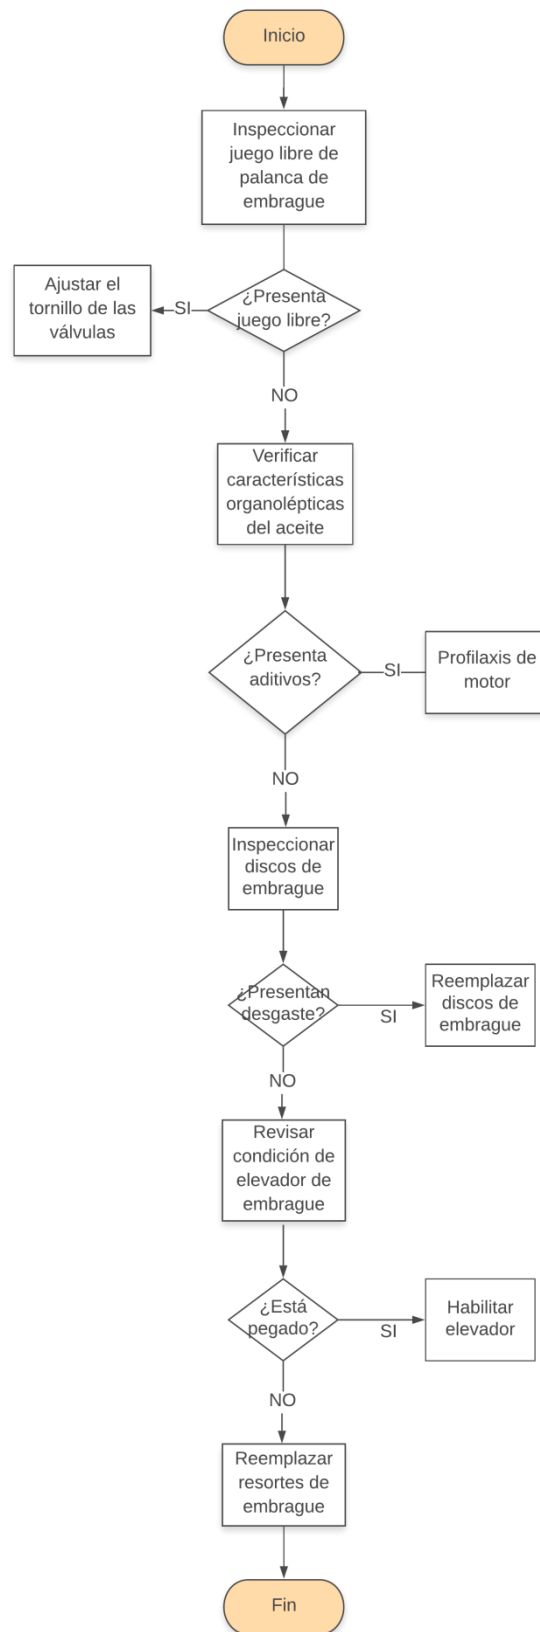 Inicio
Inspeccionar
juego libre de
palanca de
embrague
Ajustar el
tornillo de las
válvulas
SI
¿Presenta
juego libre?
NO
Verificar
características
organolépticas
del aceite
¿Presenta
aditivos?
SI
Profilaxis de
motor
NO
Inspeccionar
discos de
embrague
¿Presentan
desgaste?
SI
Reemplazar
discos de
embrague
NO
Revisar
condición de
elevador de
embrague
¿Está
pegado?
SI
Habilitar
elevador
NO
Reemplazar
resortes de
embrague
Fin